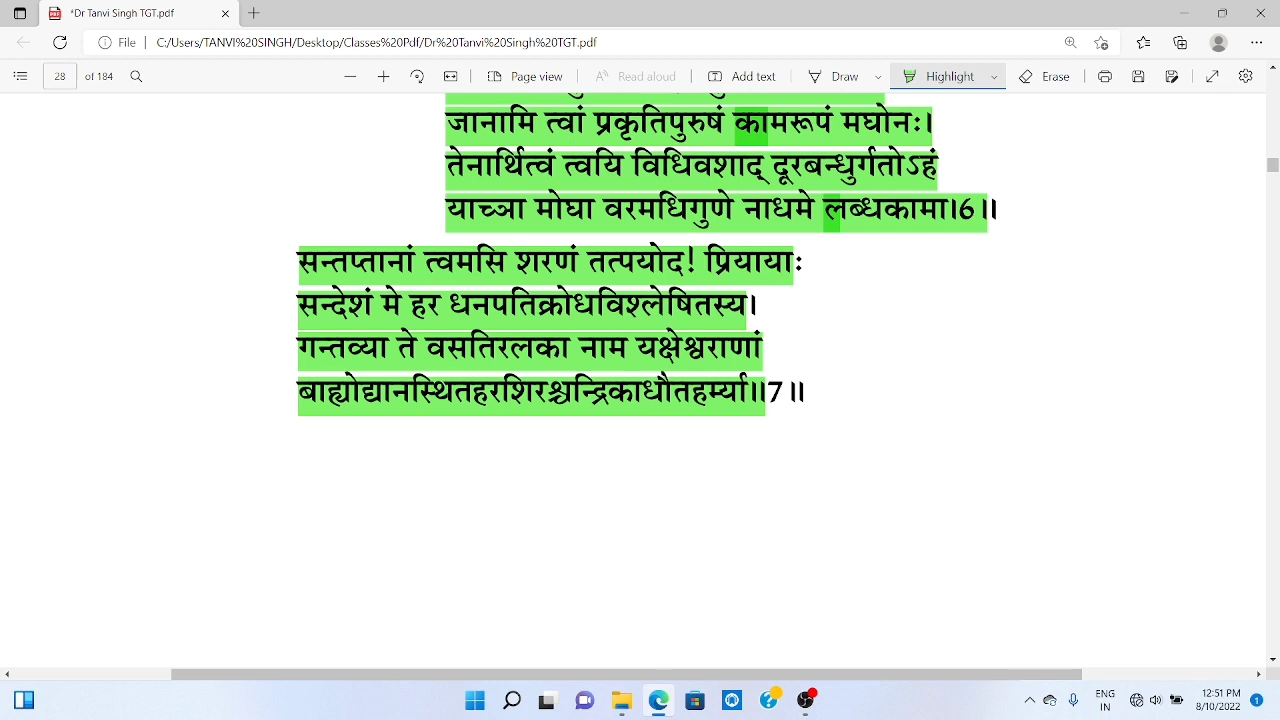 *Dr Tanvi Singh TGT.pdf
File C:/Users/TANVI%20SINGH/Desktop/Classes%20Pdf/Dr%20Tanvi%20Singh%20TGT.pdf
28 of 184 Page view Read aloud Add text Draw Highlight Erase
जानामि त्वां प्रकृतिपुरुषं कामरूपं मघोनः।
तेनार्थित्वं त्वयि विधिवशाद् दूरबन्धुर्गतोऽहं
याच्ञा मोघा वरमधिगुणे नाधमे लब्धकामा।6॥
सन्तप्तानां त्वमसि शरणं तत्पयोद! प्रियायाः
सन्देशं मे हर धनपतिक्रोधविश्लेषितस्य।
गन्तव्या ते वसतिरलका नाम यक्षेश्वराणां
बाह्योद्यानस्थितहरशिरश्चन्द्रिकाधौतहर्म्या॥7॥
ENG 12:51 PM
IN 8/10/2022 1